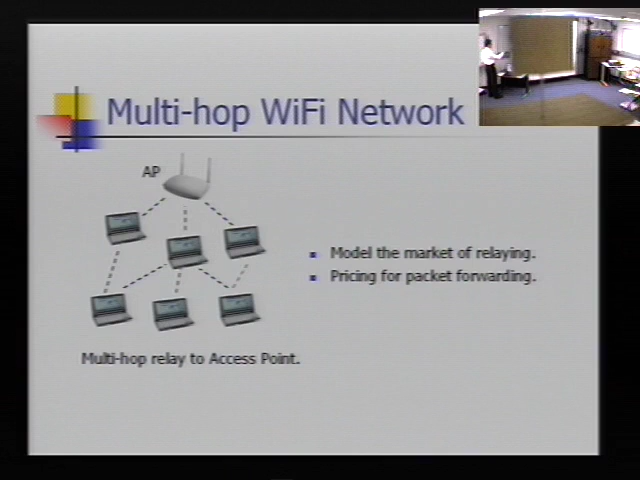 Multi-hop WiFi Network
AP
Model the market of relaying.
Pricing for packet forwarding.
Multi-hop relay to Access Point.